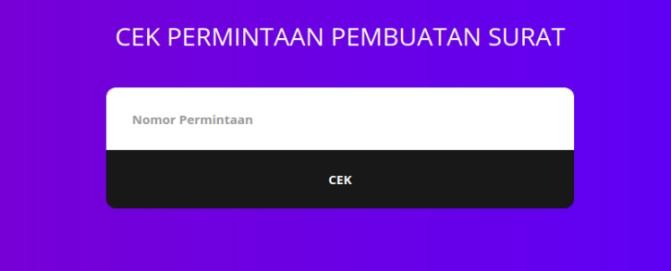 CEK PERMINTAAN PEMBUATAN SURAT
Nomor Permintaan
CEK